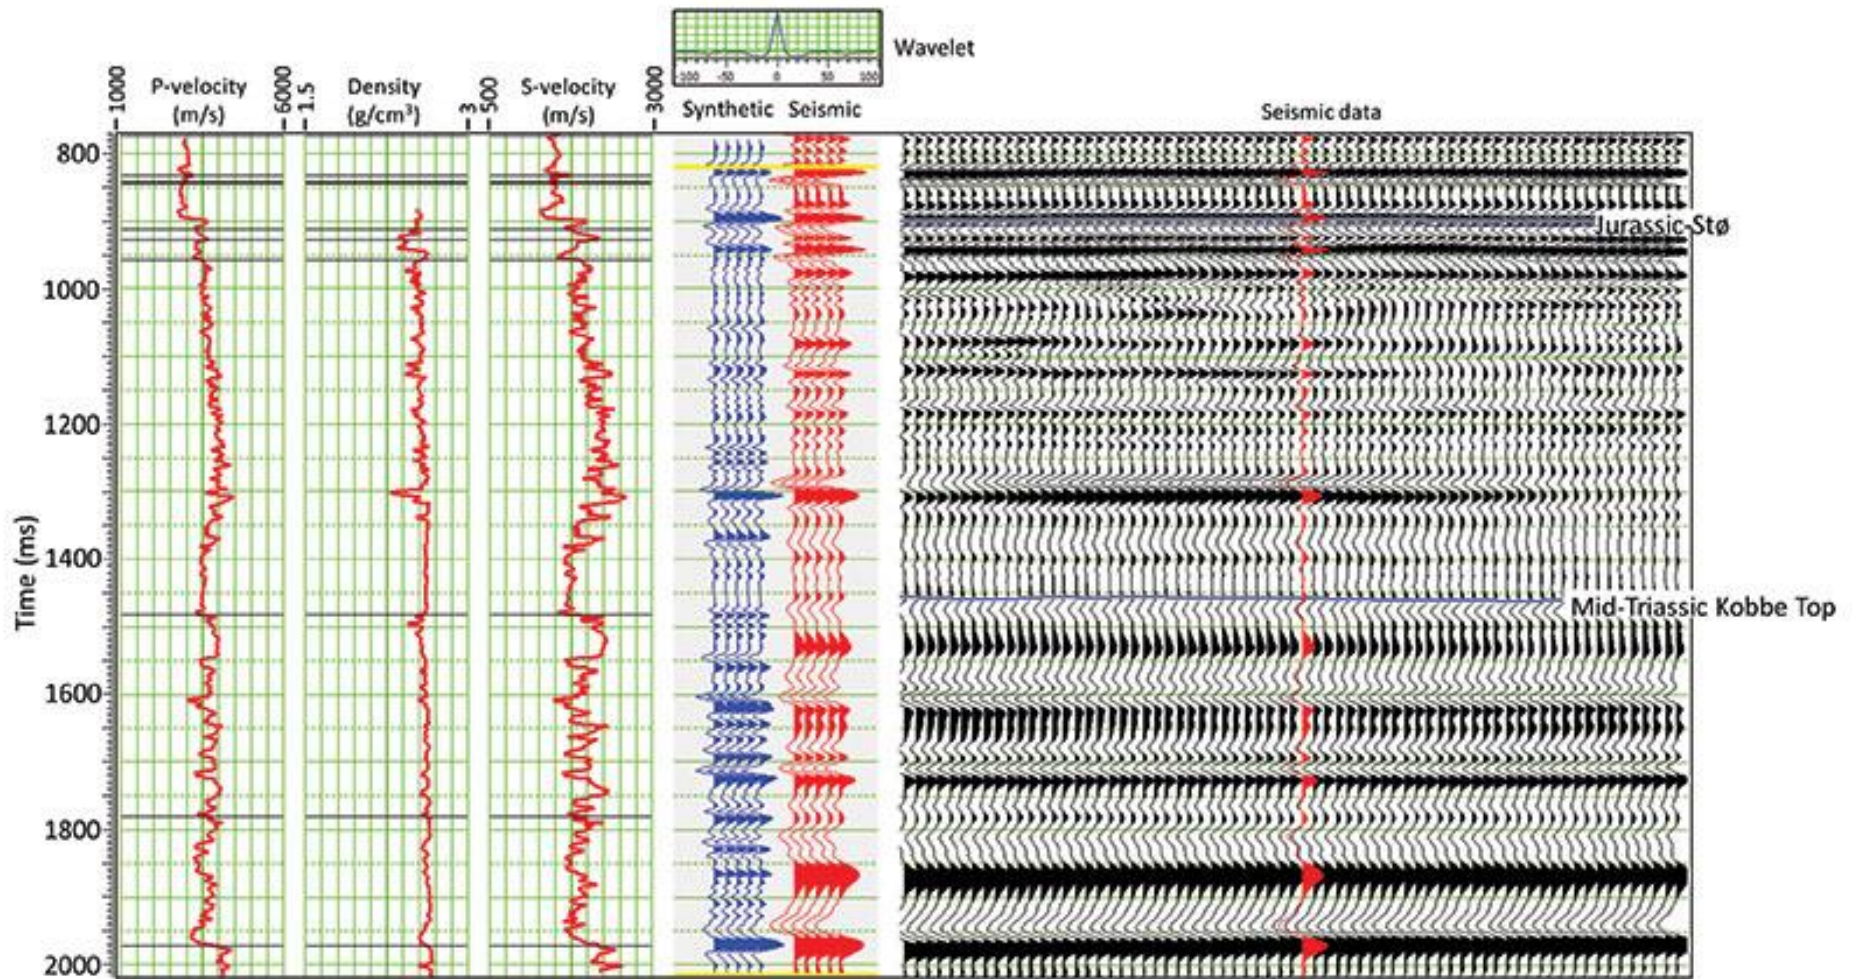 Wavelet
100 -50 0 50 100
1000 P-velocity (m/s) 6000
1.5 Density (g/cm³) 3
500 S-velocity (m/s) 3000
Synthetic Seismic
Seismic data
Time (ms)
800
Jurassic-Stø
1000
1200
1400
Mid-Triassic Kobbe Top
1600
1800
2000